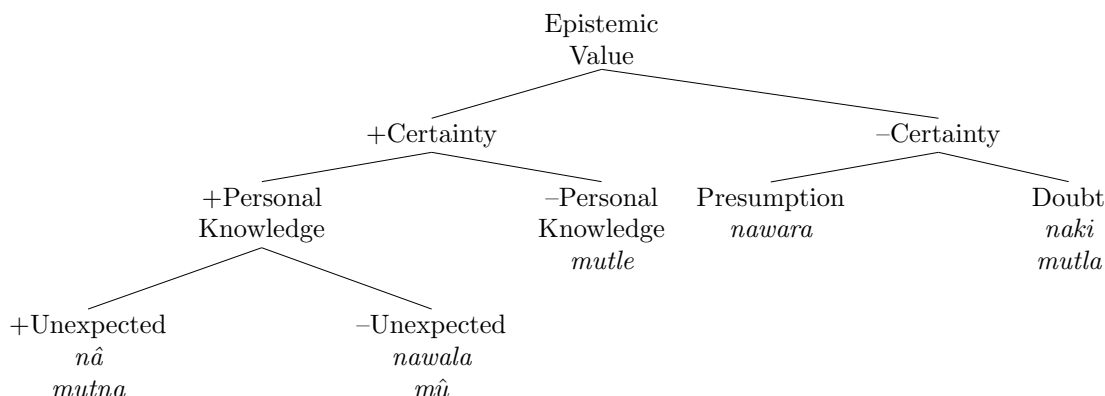 Epistemic
Value
+Certainty
–Certainty
+Personal
Knowledge
–Personal
Knowledge
mutle
Presumption
nawara
Doubt
naki
mutla
+Unexpected
nâ
mutna
–Unexpected
nawala
mû